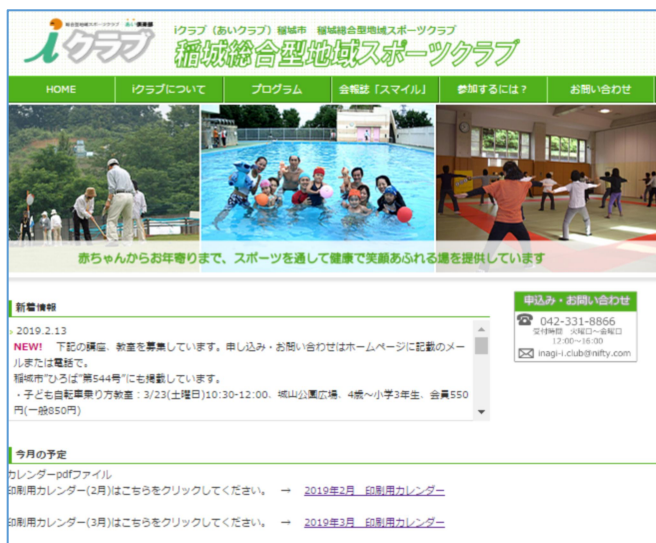 総合型地域スポーツクラブ あい倶楽部
iクラブ
iクラブ(あいクラブ)稲城市 稲城総合型地域スポーツクラブ
稲城総合型地域スポーツクラブ
HOME iクラブについて プログラム 会報誌「スマイル」 参加するには? お問い合わせ
赤ちゃんからお年寄りまで、スポーツを通して健康で笑顔あふれる場を提供しています
新着情報
2019.2.13
NEW! 下記の講座、教室を募集しています。申し込み・お問い合わせはホームページに記載のメー
ルまたは電話で。
稲城市"ひろば"第544号"にも掲載しています。
・子ども自転車乗り方教室:3/23(土曜日)10:30-12:00、城山公園広場、4歳~小学3年生、会員550
円(一般850円)
申込み・お問い合わせ
042-331-8866
受付時間 火曜日~金曜日
12:00~16:00
inagi-i.club@nifty.com
今月の予定
カレンダーpdfファイル
印刷用カレンダー(2月)はこちらをクリックしてください。 → 2019年2月 印刷用カレンダー
印刷用カレンダー(3月)はこちらをクリックしてください。 → 2019年3月 印刷用カレンダー